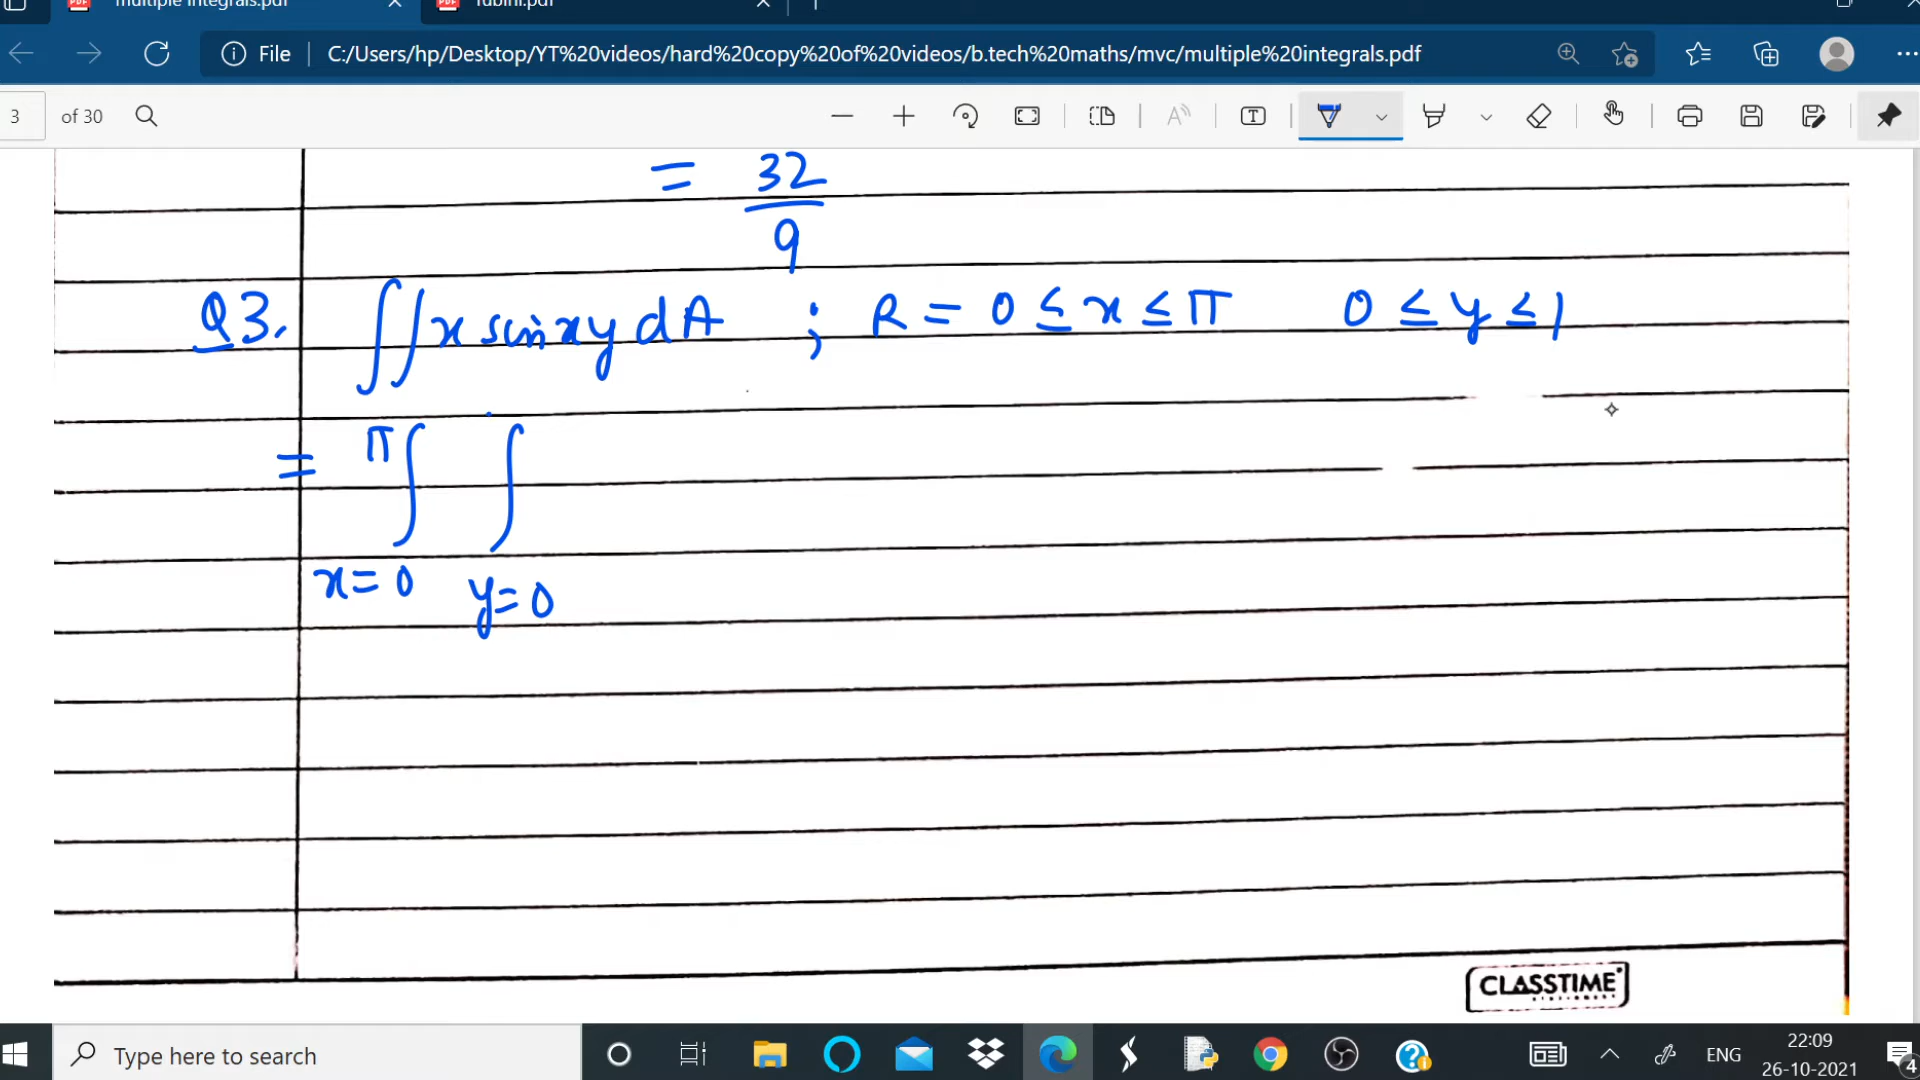 multiple integrals.pdf
fubini.pdf
File
C:/Users/hp/Desktop/YT%20videos/hard%20copy%20of%20videos/b.tech%20maths/mvc/multiple%20integrals.pdf
3 of 30
= 32/9
Q3. ∬ x sin xy dA ; R = 0 ≤ x ≤ π 0 ≤ y ≤ 1
= π∫ ∫
x=0 y=0
CLASSTIME
Type here to search
ENG
22:09
26-10-2021
4